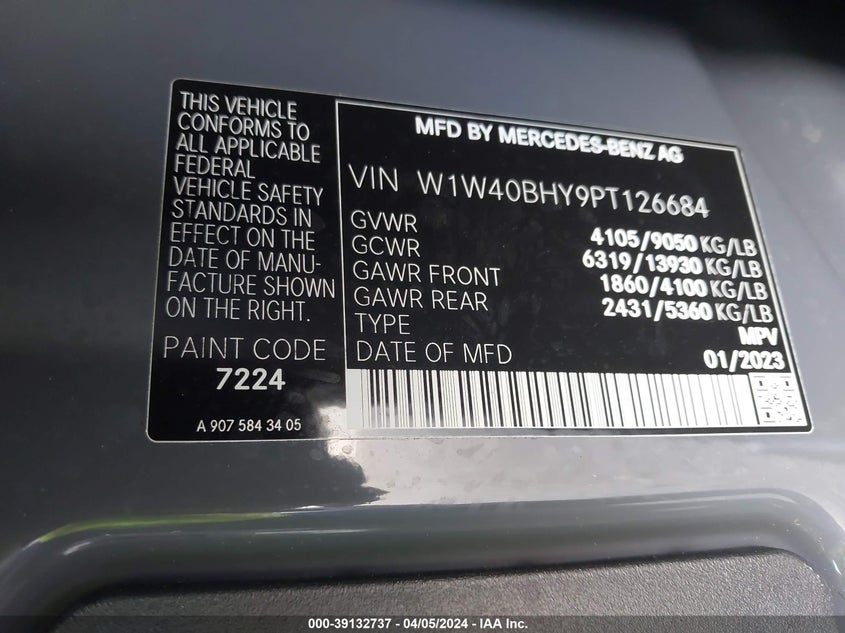 THIS VEHICLE
CONFORMS TO
ALL APPLICABLE
FEDERAL
VEHICLE SAFETY
STANDARDS IN
EFFECT ON THE
DATE OF MANU-
FACTURE SHOWN
ON THE RIGHT.
PAINT CODE
7224
A 907 584 34 05
MFD BY MERCEDES-BENZ AG
VIN W1W40BHY9PT126684
GVWR 4105/9050 KG/LB
GCWR 6319/13930 KG/LB
GAWR FRONT 1860/4100 KG/LB
GAWR REAR 2431/5360 KG/LB
TYPE MPV
DATE OF MFD 01/2023
000-39132737 - 04/05/2024 - IAA Inc.